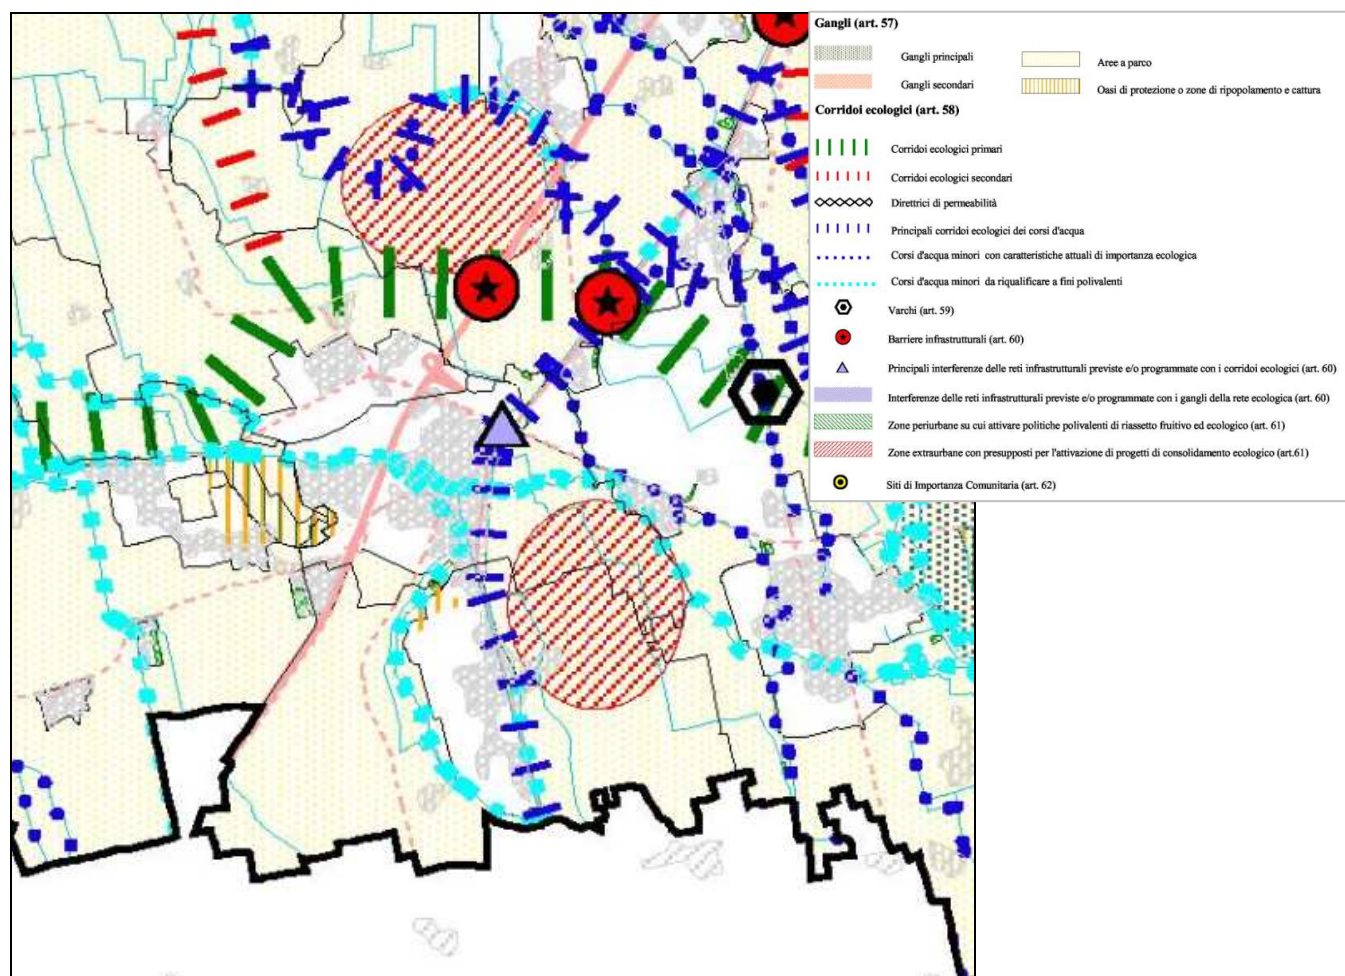 Gangli (art. 57)
Gangli principali
Gangli secondari
Aree a parco
Oasi di protezione o zone di ripopolamento e cattura
Corridoi ecologici (art. 58)
Corridoi ecologici primari
Corridoi ecologici secondari
Direttrici di permeabilità
Principali corridoi ecologici dei corsi d'acqua
Corsi d'acqua minori con caratteristiche attuali di importanza ecologica
Corsi d'acqua minori da riqualificare a fini polivalenti
Varchi (art. 59)
Barriere infrastrutturali (art. 60)
Principali interferenze delle reti infrastrutturali previste e/o programmate con i corridoi ecologici (art. 60)
Interferenze delle reti infrastrutturali previste e/o programmate con i gangli della rete ecologica (art. 60)
Zone periurbane su cui attivare politiche polivalenti di riassetto fruitivo ed ecologico (art. 61)
Zone extraurbane con presupposti per l'attivazione di progetti di consolidamento ecologico (art.61)
Siti di Importanza Comunitaria (art. 62)